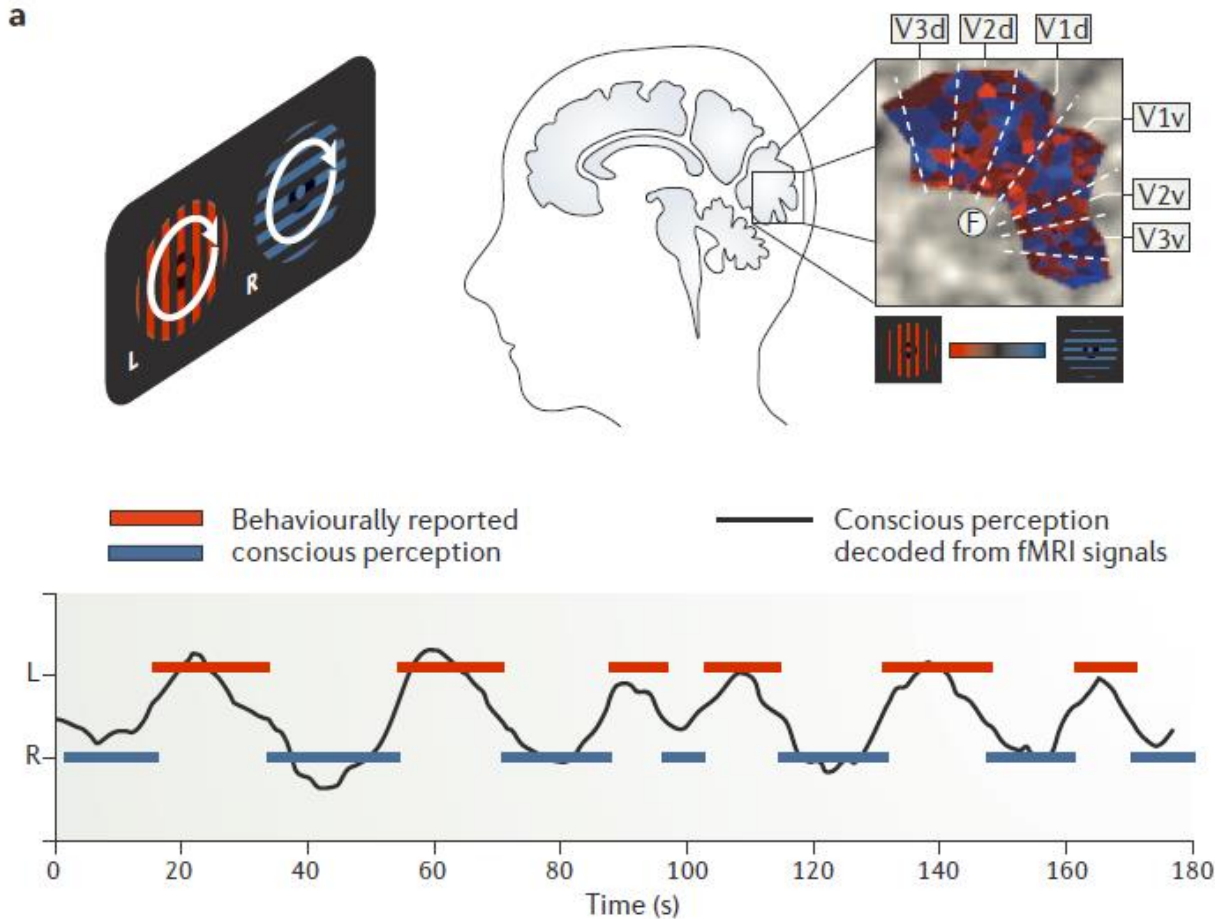 a
V3d V2d V1d
V1v
V2v
V3v
F
L
R
Behaviourally reported
conscious perception
Conscious perception
decoded from fMRI signals
L
R
0 20 40 60 80 100 120 140 160 180
Time (s)